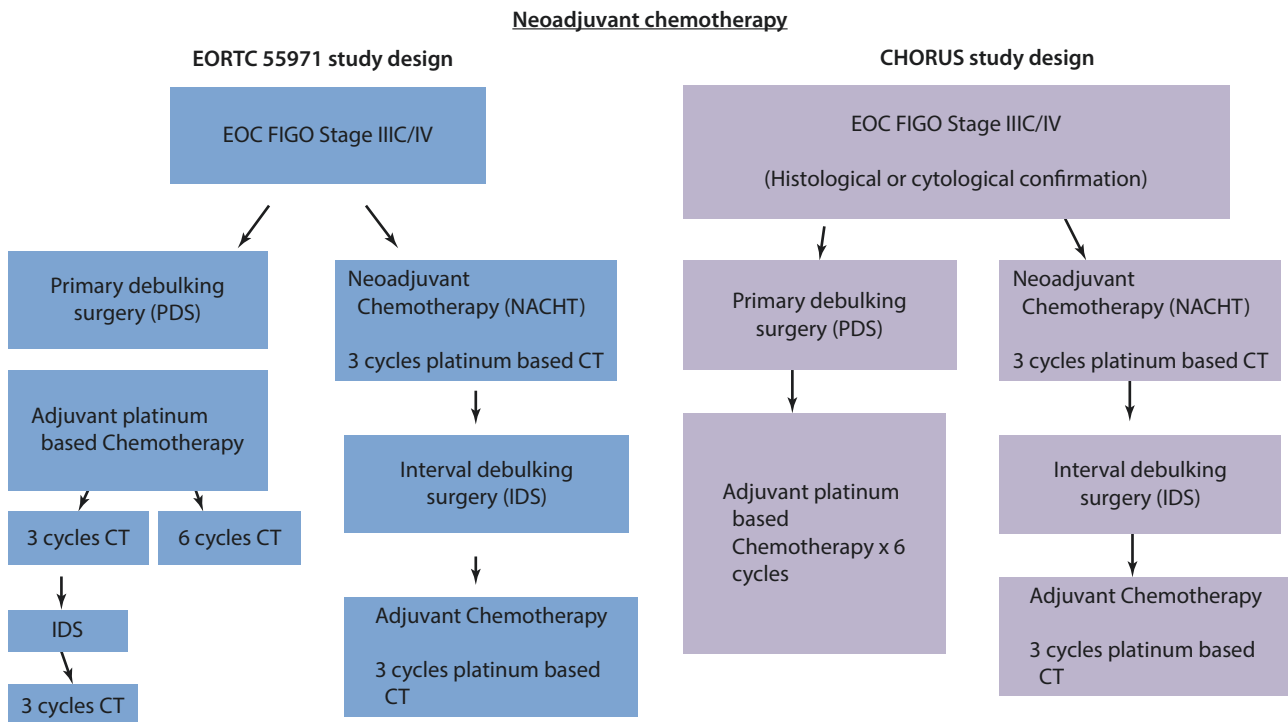 Neoadjuvant chemotherapy
EORTC 55971 study design
EOC FIGO Stage IIIC/IV
Primary debulking
surgery (PDS)
Neoadjuvant
Chemotherapy (NACHT)
3 cycles platinum based CT
Adjuvant platinum
based Chemotherapy
3 cycles CT
6 cycles CT
IDS
3 cycles CT
Interval debulking
surgery (IDS)
Adjuvant Chemotherapy
3 cycles platinum based
CT
CHORUS study design
EOC FIGO Stage IIIC/IV
(Histological or cytological confirmation)
Primary debulking
surgery (PDS)
Adjuvant platinum
based
Chemotherapy x 6
cycles
Neoadjuvant
Chemotherapy (NACHT)
3 cycles platinum based CT
Interval debulking
surgery (IDS)
Adjuvant Chemotherapy
3 cycles platinum based
CT